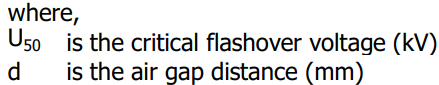 where,
U50 is the critical flashover voltage (kV)
d is the air gap distance (mm)